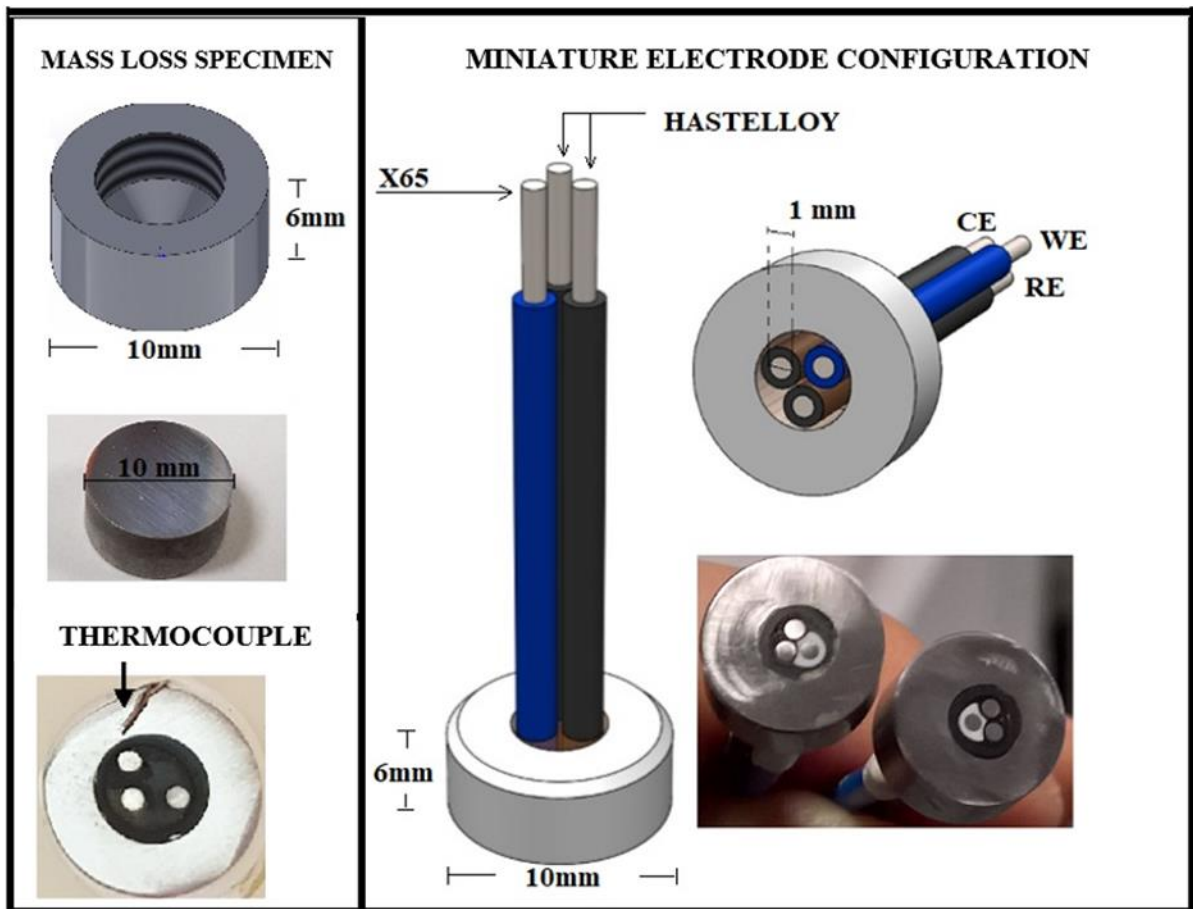 MASS LOSS SPECIMEN
6mm
10mm
10 mm
THERMOCOUPLE
MINIATURE ELECTRODE CONFIGURATION
HASTELLOY
X65
1 mm
CE
WE
RE
6mm
10mm